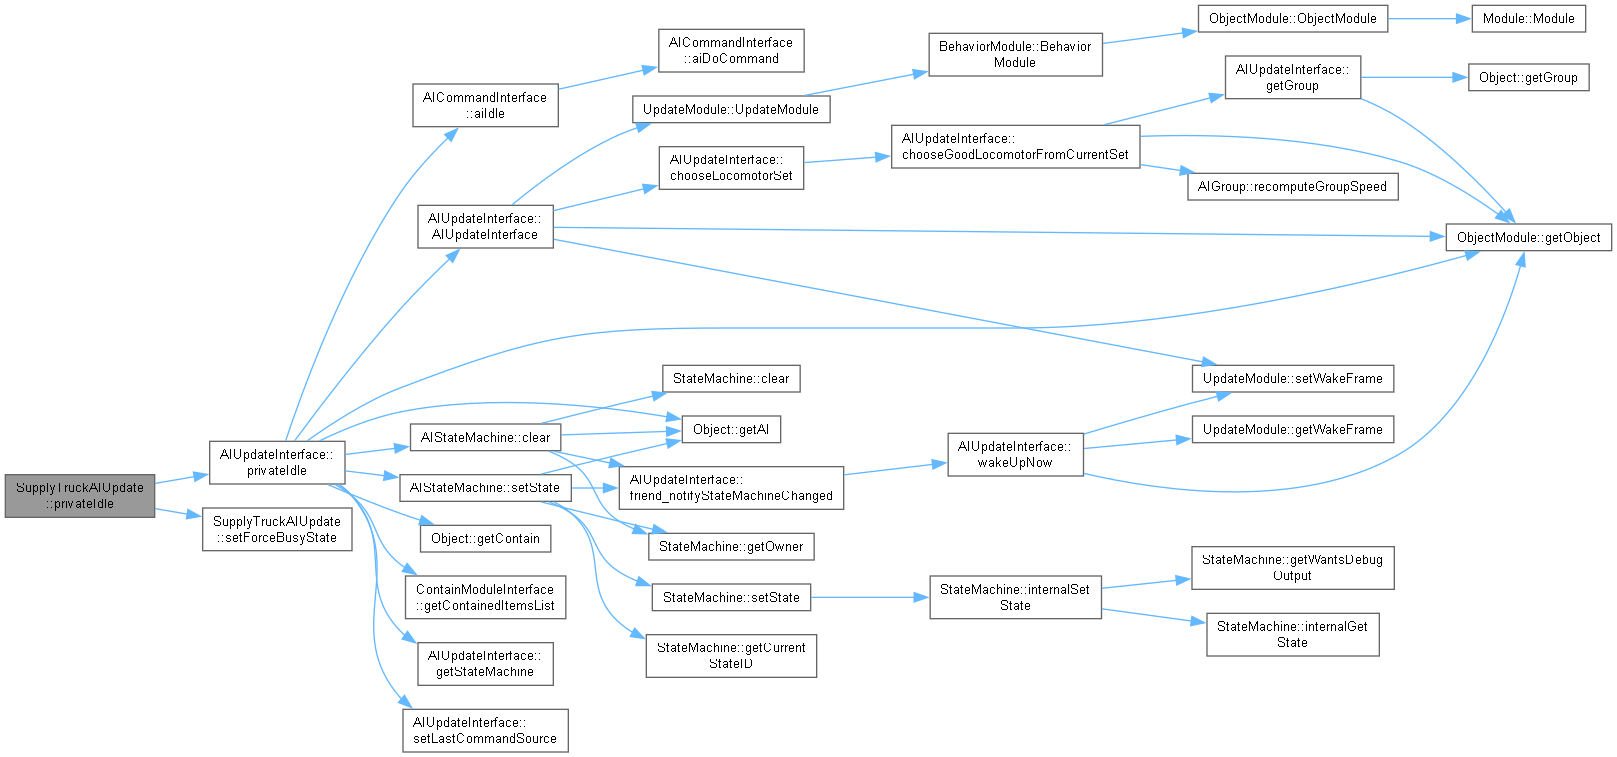 SupplyTruckAIUpdate
::privateIdle
AIUpdateInterface::
privateIdle
SupplyTruckAIUpdate
::setForceBusyState
AICommandInterface
::aiIdle
AICommandInterface
::aiDoCommand
AIUpdateInterface::
AIUpdateInterface
UpdateModule::UpdateModule
BehaviorModule::Behavior
Module
ObjectModule::ObjectModule
Module::Module
AIUpdateInterface::
chooseLocomotorSet
AIUpdateInterface::
chooseGoodLocomotorFromCurrentSet
AIUpdateInterface::
getGroup
Object::getGroup
AIGroup::recomputeGroupSpeed
ObjectModule::getObject
UpdateModule::setWakeFrame
AIStateMachine::clear
StateMachine::clear
Object::getAI
AIUpdateInterface::
friend_notifyStateMachineChanged
AIUpdateInterface::
wakeUpNow
UpdateModule::getWakeFrame
StateMachine::getOwner
AIStateMachine::setState
StateMachine::setState
StateMachine::internalSet
State
StateMachine::getWantsDebug
Output
StateMachine::internalGet
State
StateMachine::getCurrent
StateID
Object::getContain
ContainModuleInterface
::getContainedItemsList
AIUpdateInterface::
getStateMachine
AIUpdateInterface::
setLastCommandSource